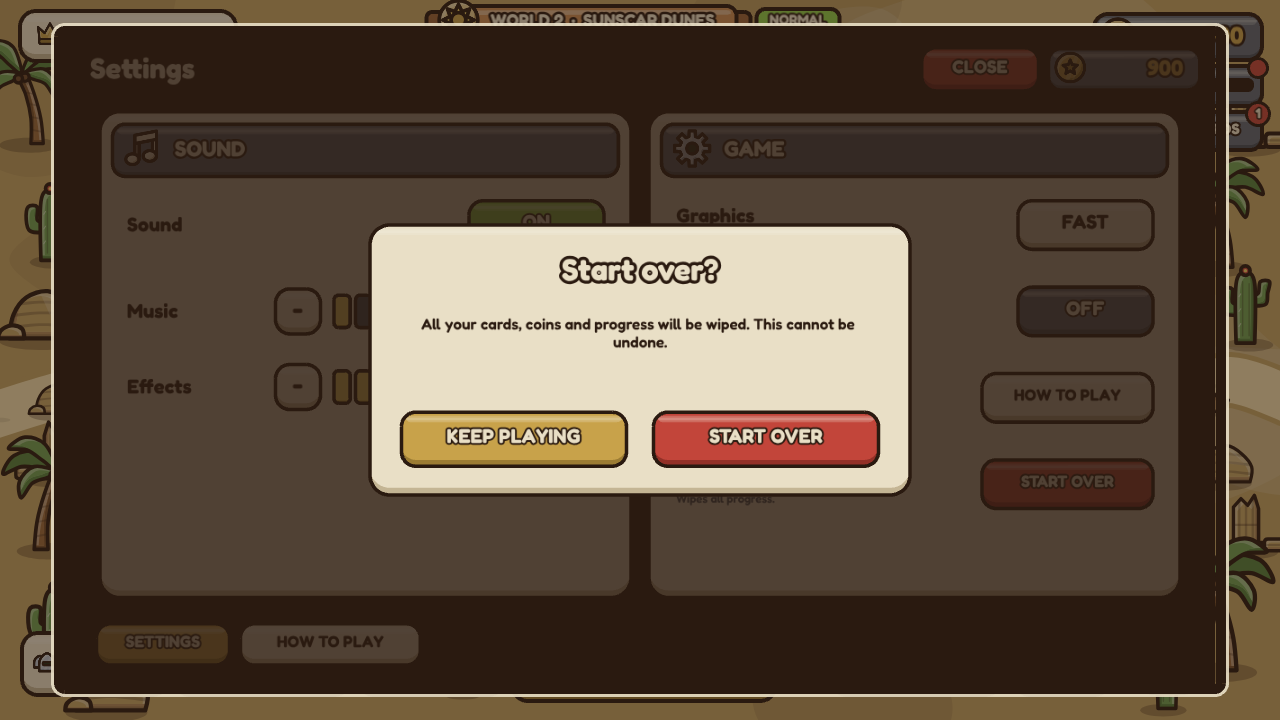 WORLD 2 · SUNSCAR DUNES
NORMAL
Settings
CLOSE
900
SOUND
GAME
1
Sound
ON
Graphics
FAST
Start over?
Music
-
OFF
All your cards, coins and progress will be wiped. This cannot be
undone.
Effects
-
HOW TO PLAY
KEEP PLAYING
START OVER
START OVER
Wipes all progress.
SETTINGS
HOW TO PLAY